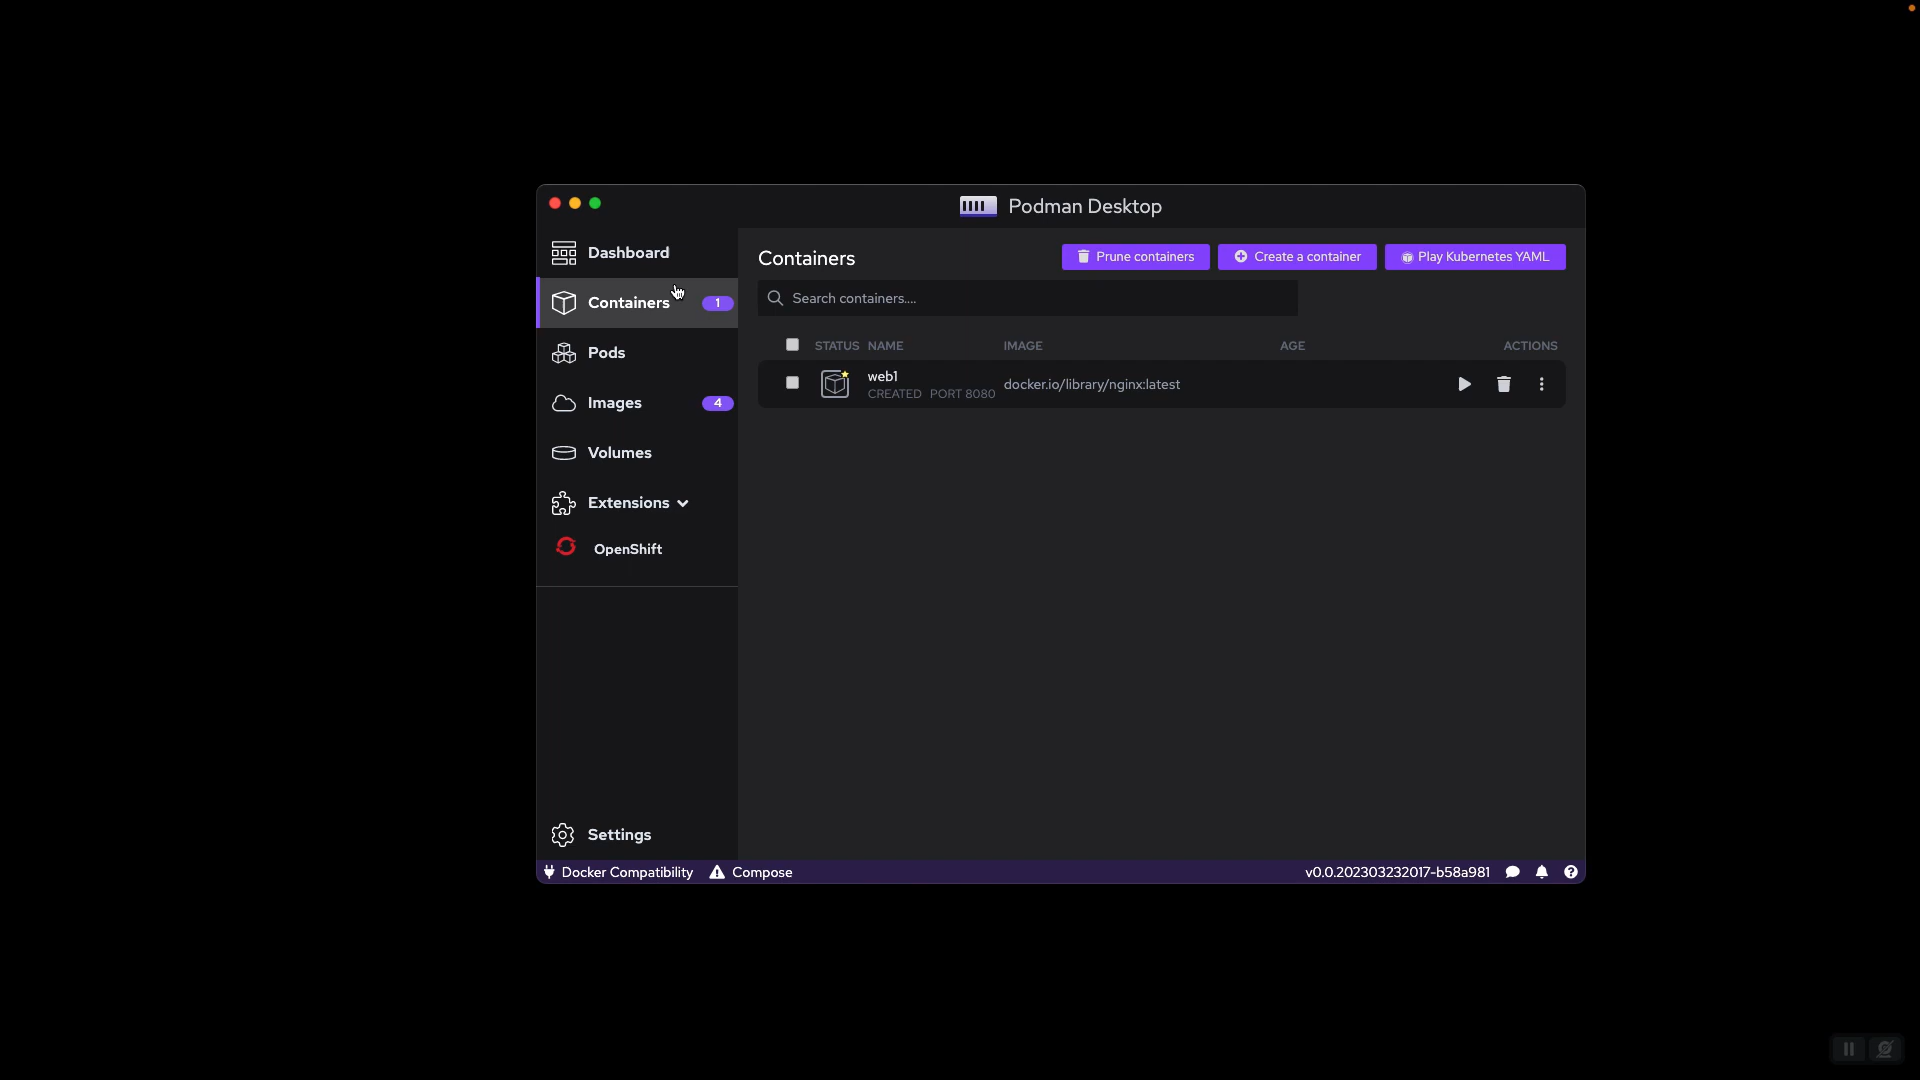 Podman Desktop
Dashboard
Containers 1
Pods
Images 4
Volumes
Extensions
OpenShift
Settings
Containers
Prune containers Create a container Play Kubernetes YAML
Search containers....
STATUS NAME IMAGE AGE ACTIONS
web1
CREATED PORT 8080 docker.io/library/nginx:latest
Docker Compatibility Compose v0.0.202303232017-b58a981